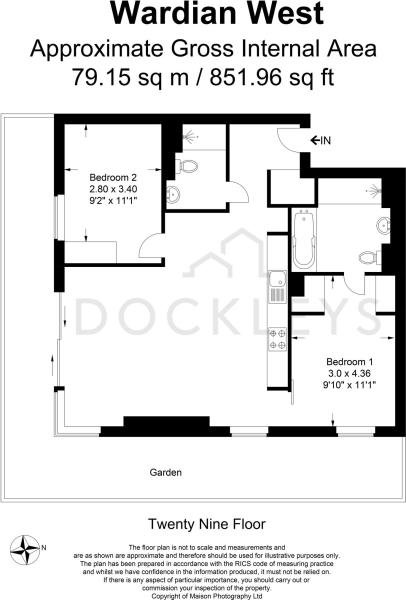 Wardian West
Approximate Gross Internal Area
79.15 sq m / 851.96 sq ft
IN
Bedroom 2
2.80 x 3.40
9'2" x 11'1"
DOCKLEYS
Bedroom 1
3.0 x 4.36
9'10" x 11'1"
Garden
Twenty Nine Floor
N
The floor plan is not to scale and measurements and
are as shown are approximate and therefore should be used for illustrative purposes only.
The plan has been prepared in accordance with the RICS code of measuring practice
and whilst we have confidence in the information produced, it must not be relied on.
If there is any aspect of particular importance, you should carry out or
commission your inspection of the property.
Copyright of Maison Photography Ltd